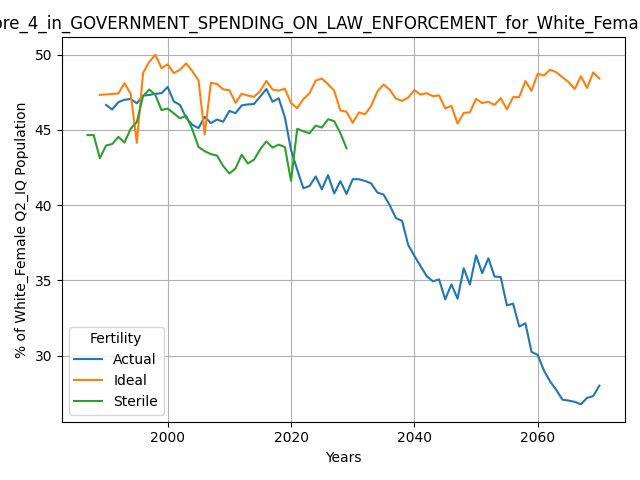 ore_4_in_GOVERNMENT_SPENDING_ON_LAW_ENFORCEMENT_for_White_Fema
% of White_Female Q2_IQ Population
50
45
40
35
30
Fertility
Actual
Ideal
Sterile
2000
2020
2040
2060
Years